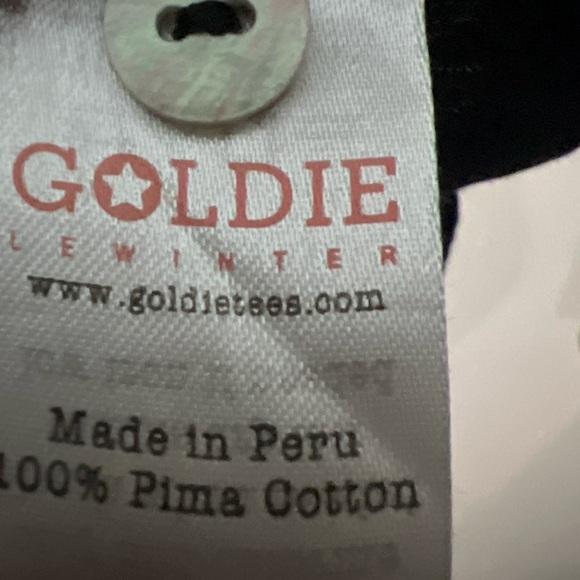 GOLDIE
LEWINTER
www.goldietees.com
Made in Peru
100% Pima Cotton